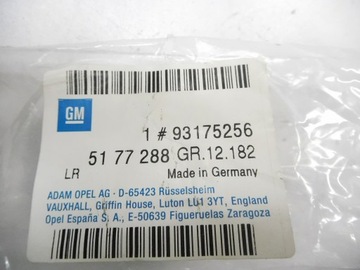 GM
1 # 93175256
51 77 288 GR.12.182
LR Made in Germany
ADAM OPEL AG · D-65423 Rüsselsheim
VAUXHALL, Griffin House, Luton LU1 3YT, England
Opel España S. A., E-50639 Figueruelas Zaragoza